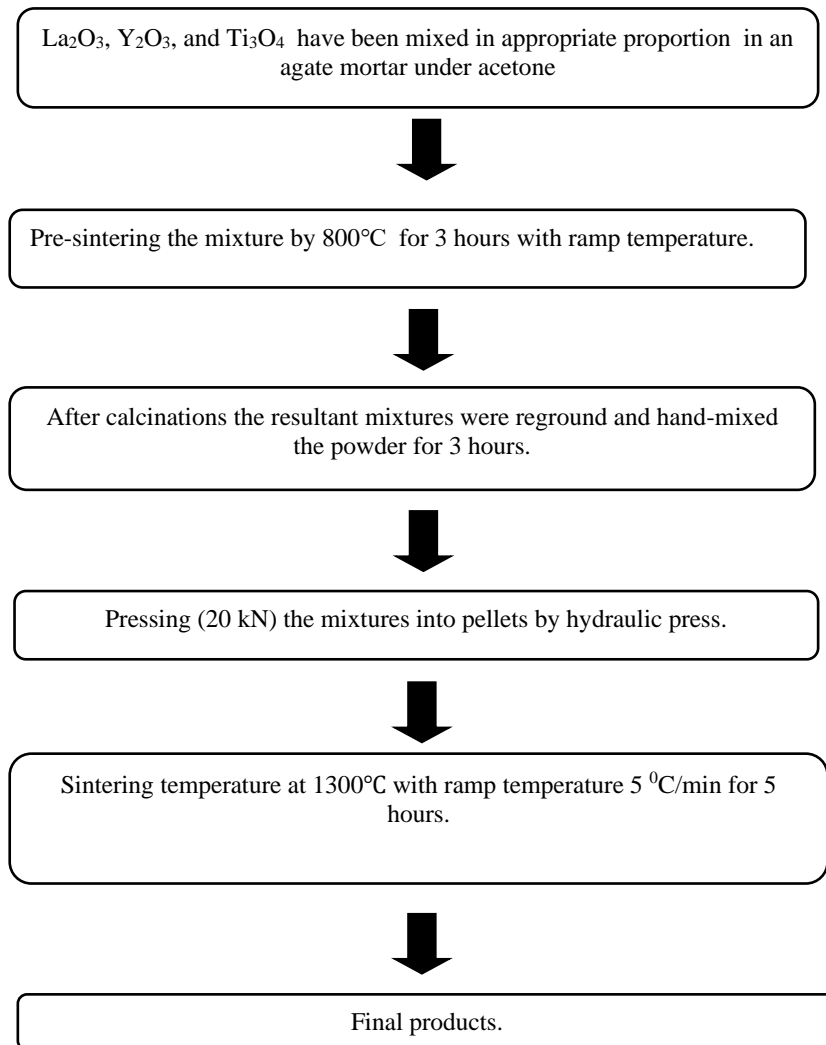 La₂O₃, Y₂O₃, and Ti₃O₄ have been mixed in appropriate proportion in an
agate mortar under acetone
Pre-sintering the mixture by 800°C for 3 hours with ramp temperature.
After calcinations the resultant mixtures were reground and hand-mixed
the powder for 3 hours.
Pressing (20 kN) the mixtures into pellets by hydraulic press.
Sintering temperature at 1300℃ with ramp temperature 5 ⁰C/min for 5
hours.
Final products.